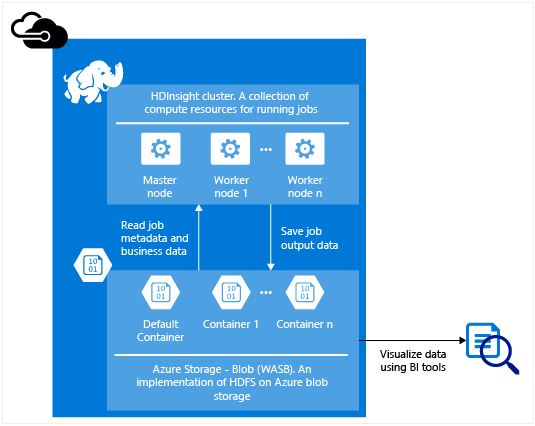 HDInsight cluster. A collection of
compute resources for running jobs
Master
node
Worker
node 1
...
Worker
node n
Read job
metadata and
business data
Save job
output data
10
01
10
01
10
01
...
10
01
Default
Container
Container 1
Container n
Azure Storage - Blob (WASB). An
implementation of HDFS on Azure blob
storage
Visualize data
using BI tools